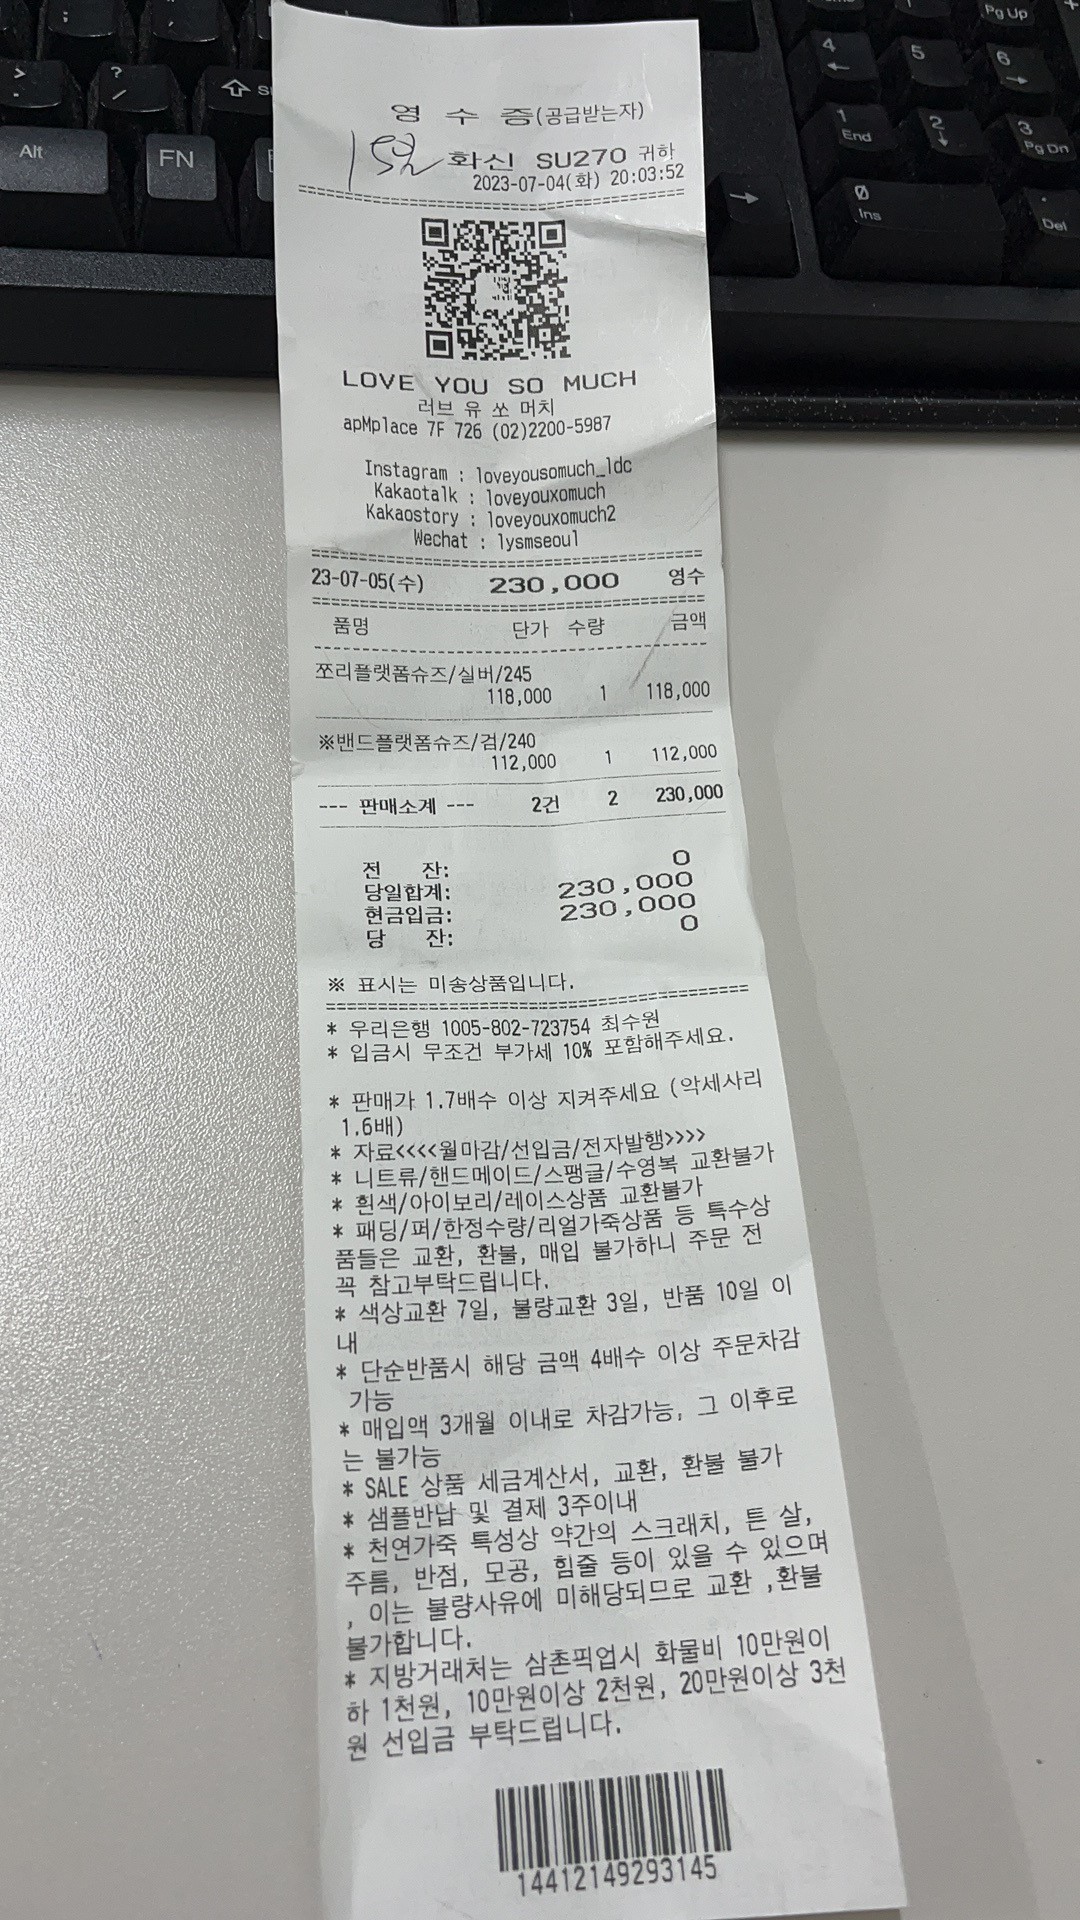 영 수 증(공급받는자)
화신 SU270 귀하
2023-07-04(화) 20:03:52
LOVE YOU SO MUCH
러브 유 쏘 머치
apMplace 7F 726 (02)2200-5987
Instagram : loveyousomuch_ldc
Kakaotalk : loveyouxomuch
Kakaostory : loveyouxomuch2
Wechat : lysmseoul
23-07-05(수) 230,000 영수
품명 단가 수량 금액
쪼리플랫폼슈즈/실버/245
118,000 1 118,000
※밴드플랫폼슈즈/검/240
112,000 1 112,000
--- 판매소계 --- 2건 2 230,000
전 잔: 0
당일합계: 230,000
현금입금: 230,000
당 잔: 0
※ 표시는 미송상품입니다.
* 우리은행 1005-802-723754 최수원
* 입금시 무조건 부가세 10% 포함해주세요.
* 판매가 1.7배수 이상 지켜주세요 (악세사리
1.6배)
* 자료<<<<월마감/선입금/전자발행>>>>
* 니트류/핸드메이드/스팽글/수영복 교환불가
* 흰색/아이보리/레이스상품 교환불가
* 패딩/퍼/한정수량/리얼가죽상품 등 특수상
품들은 교환, 환불, 매입 불가하니 주문 전
꼭 참고부탁드립니다.
* 색상교환 7일, 불량교환 3일, 반품 10일 이
내
* 단순반품시 해당 금액 4배수 이상 주문차감
가능
* 매입액 3개월 이내로 차감가능, 그 이후로
는 불가능
* SALE 상품 세금계산서, 교환, 환불 불가
* 샘플반납 및 결제 3주이내
* 천연가죽 특성상 약간의 스크래치, 튼 살,
주름, 반점, 모공, 힘줄 등이 있을 수 있으며
, 이는 불량사유에 미해당되므로 교환 ,환불
불가합니다.
* 지방거래처는 삼촌픽업시 화물비 10만원이
하 1천원, 10만원이상 2천원, 20만원이상 3천
원 선입금 부탁드립니다.
14412149293145
Alt
FN
Pg Up
4
5
6
1
End
2
3
Pg Dn
0
Ins
.
Del